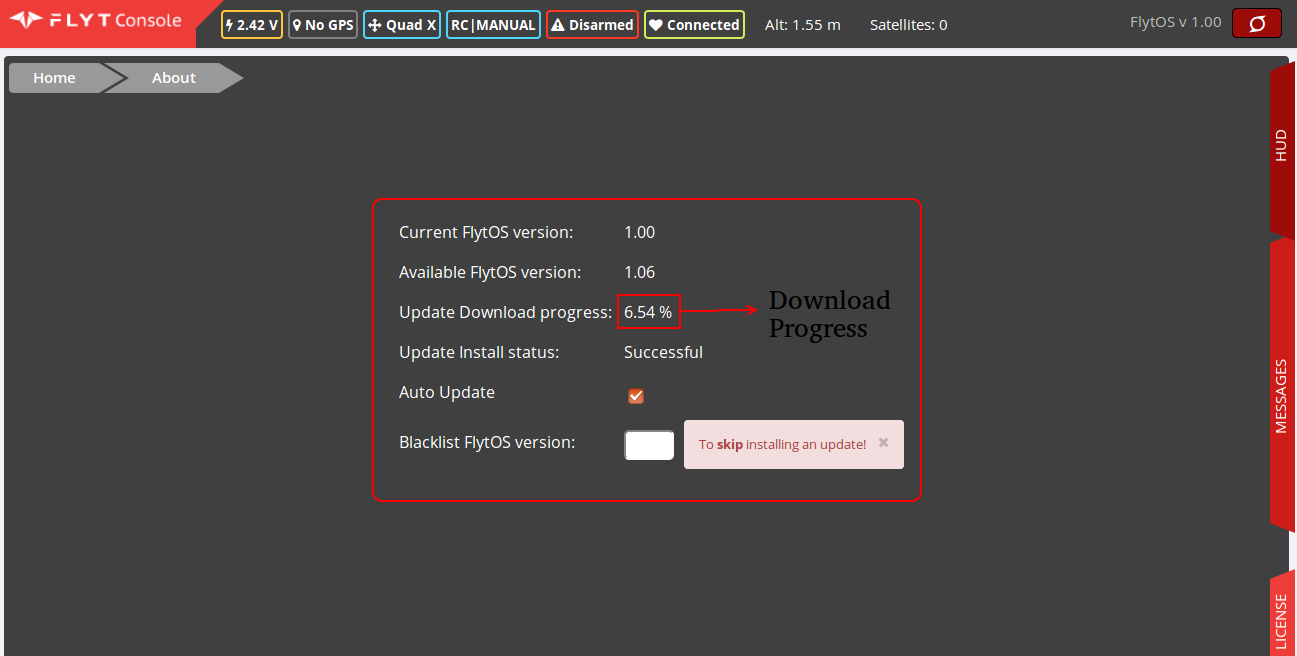 FLYT Console
2.42 V
No GPS
Quad X
RC|MANUAL
Disarmed
Connected
Alt: 1.55 m
Satellites: 0
FlytOS v 1.00
Home
About
HUD
Current FlytOS version: 1.00
Available FlytOS version: 1.06
Update Download progress: 6.54 %
Download
Progress
Update Install status: Successful
Auto Update
Blacklist FlytOS version:
To skip installing an update!
MESSAGES
LICENSE